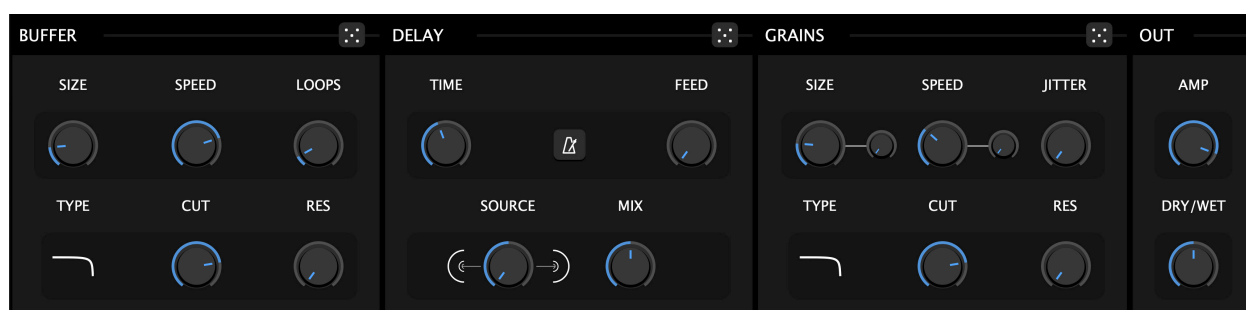 BUFFER
DELAY
GRAINS
OUT
SIZE SPEED LOOPS
TIME FEED
SIZE SPEED JITTER
AMP
TYPE CUT RES
SOURCE MIX
TYPE CUT RES
DRY/WET